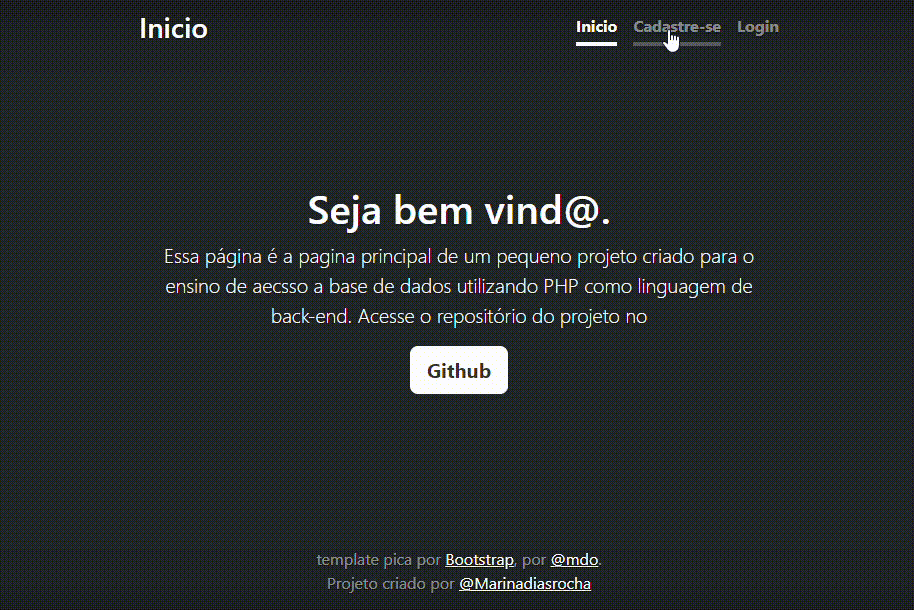 Inicio
Inicio Cadastre-se Login
Seja bem vind@.
Essa página é a pagina principal de um pequeno projeto criado para o
ensino de aecsso a base de dados utilizando PHP como linguagem de
back-end. Acesse o repositório do projeto no
Github
template pica por Bootstrap, por @mdo.
Projeto criado por @Marinadiasrocha